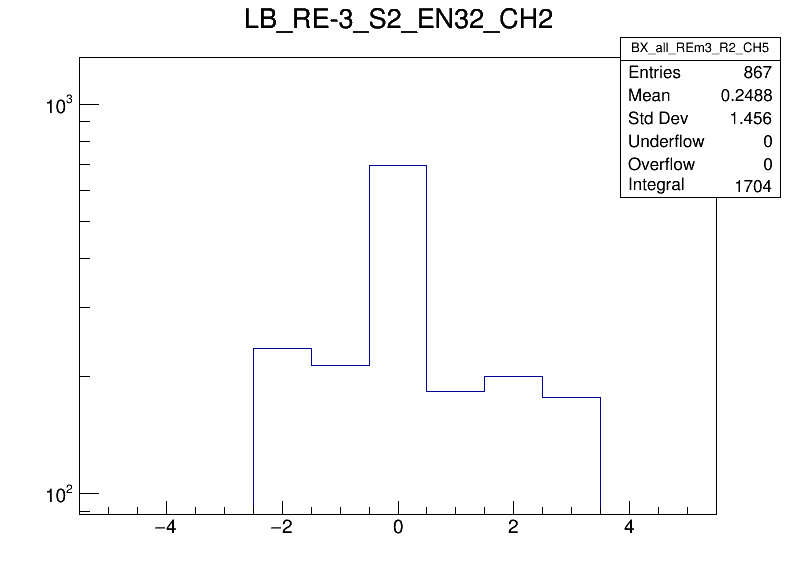 LB_RE-3_S2_EN32_CH2
BX_all_REm3_R2_CH5
Entries 867
Mean 0.2488
Std Dev 1.456
Underflow 0
Overflow 0
Integral 1704
10³
10²
−4 −2 0 2 4